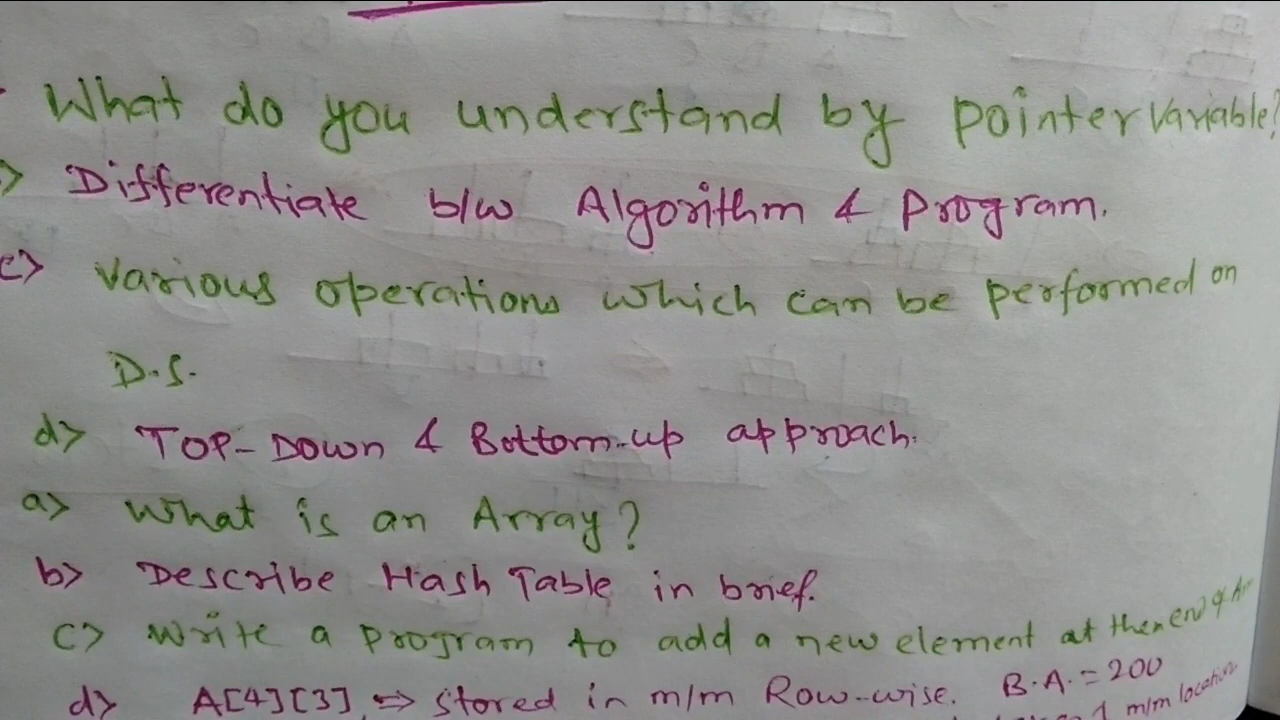 What do you understand by pointer Variable?
> Differentiate b/w Algorithm & Program.
c> Various operations which can be performed on
D.S.
d> TOP-Down & Bottom-up approach.
a> What is an Array?
b> Describe Hash Table in brief.
c> Write a program to add a new element at the end of
d> A[4][3] ⇒ stored in m/m Row-wise. B.A. = 200
m/m location